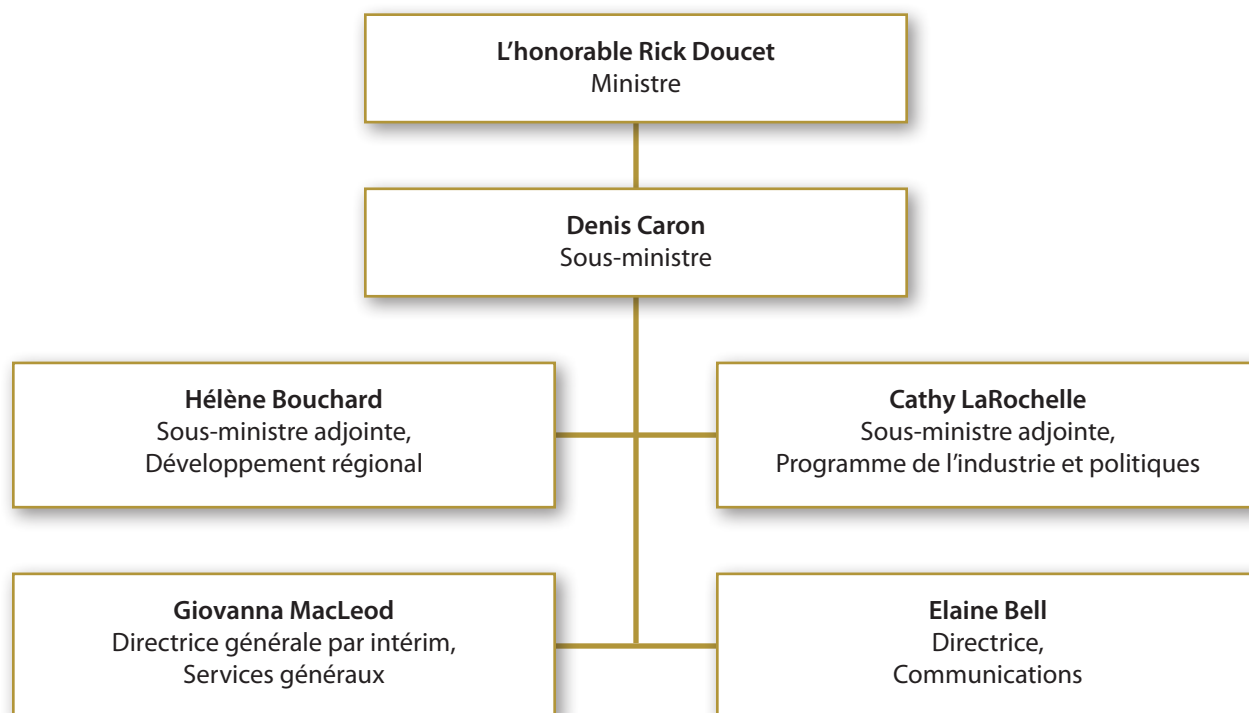 L’honorable Rick Doucet
Ministre
Denis Caron
Sous-ministre
Hélène Bouchard
Sous-ministre adjointe,
Développement régional
Cathy LaRochelle
Sous-ministre adjointe,
Programme de l’industrie et politiques
Giovanna MacLeod
Directrice générale par intérim,
Services généraux
Elaine Bell
Directrice,
Communications